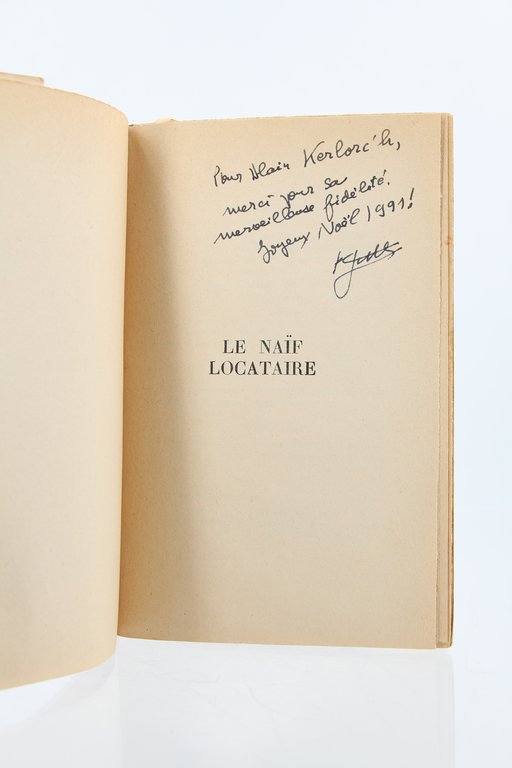 Pour Alain Kerlorc'h,
merci pour sa
merveilleuse fidélité.
Joyeux Noël 1991!
LE NAÏF
LOCATAIRE